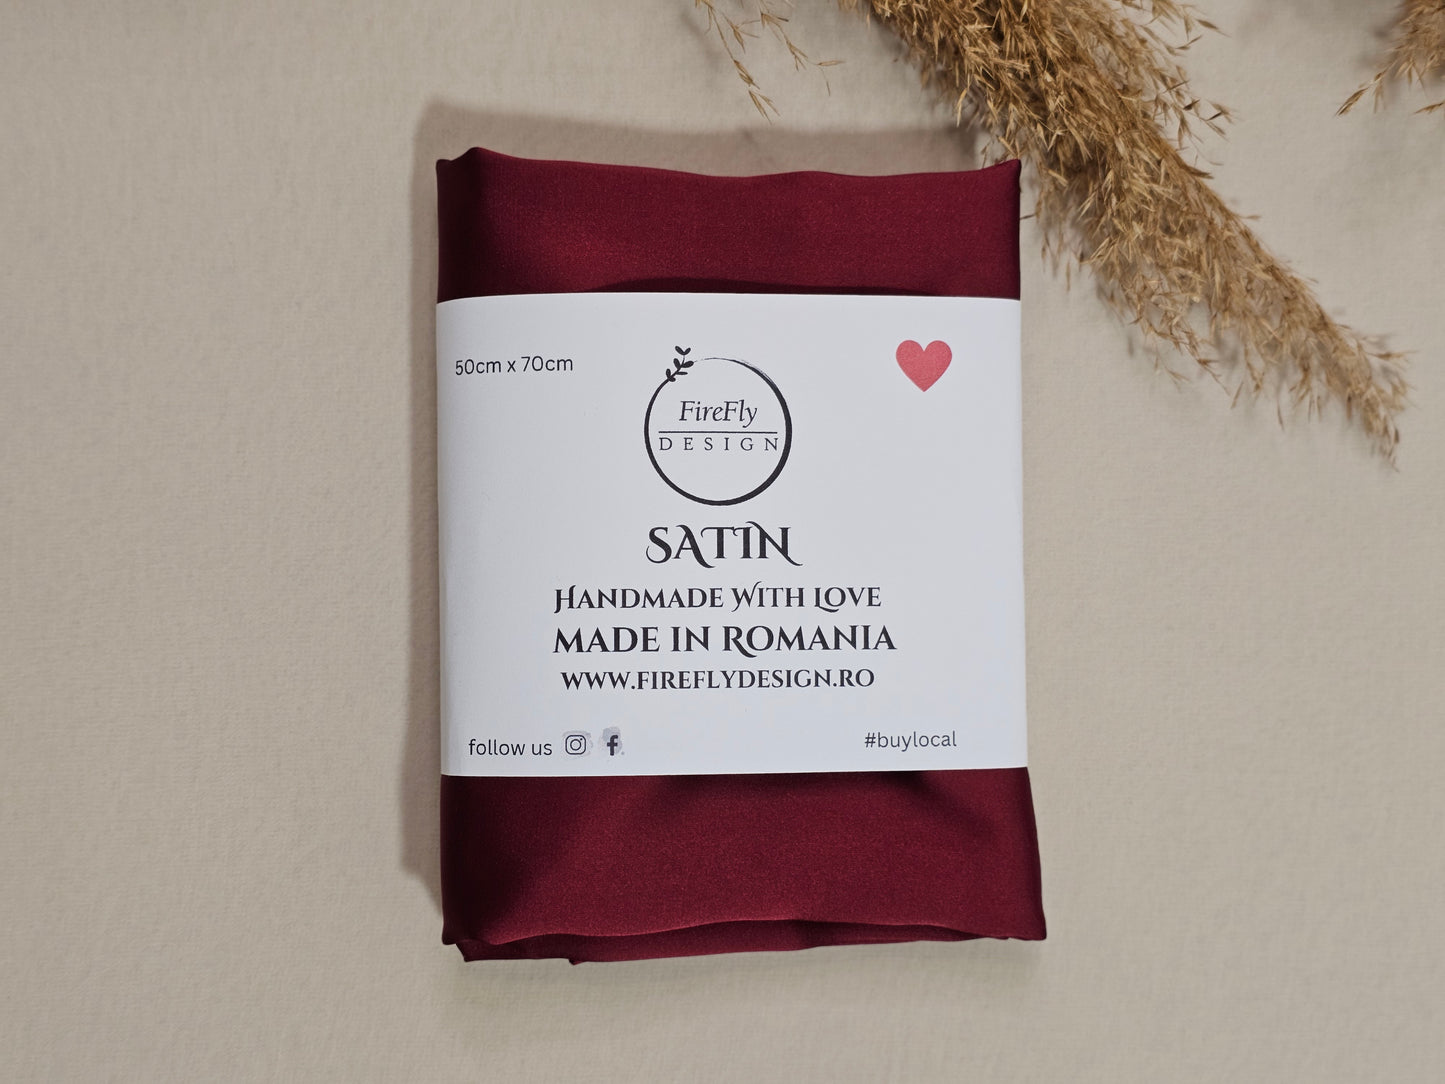 50cm x 70cm
FireFly
DESIGN
SATIN
HANDMADE WITH LOVE
MADE IN ROMANIA
WWW.FIREFLYDESIGN.RO
follow us
#buylocal